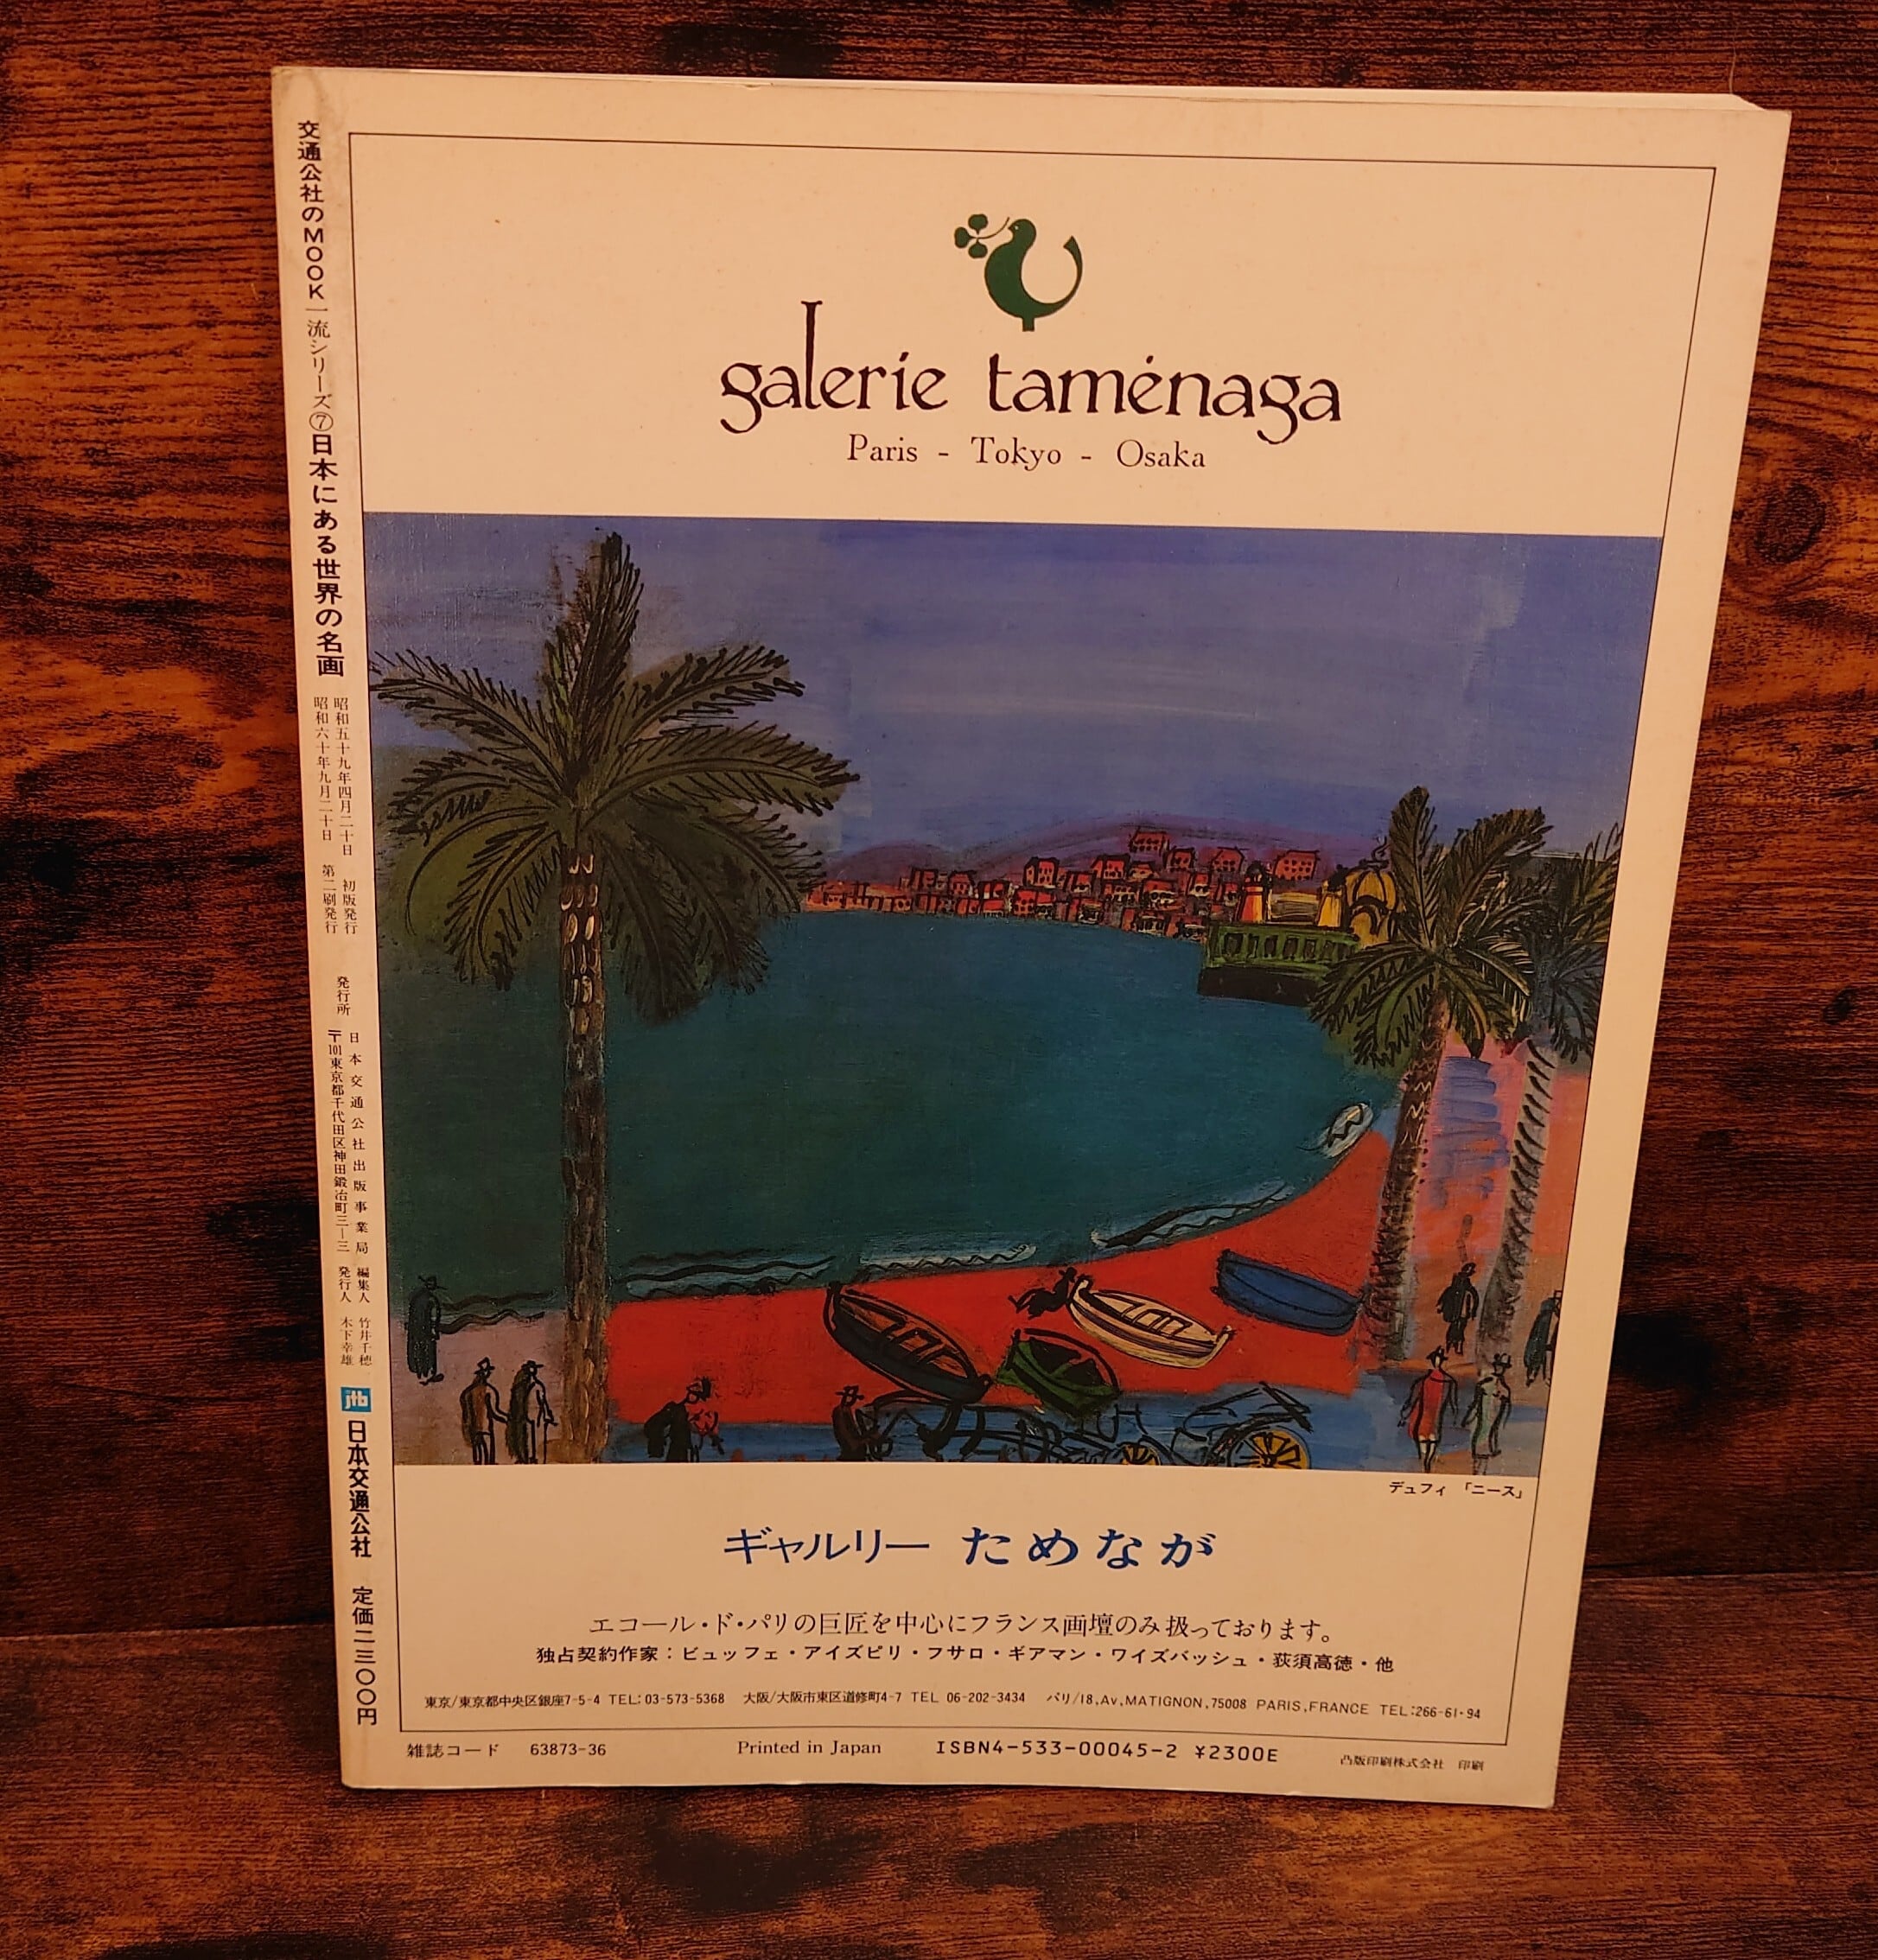 交通公社のMOOK 一流シリーズ⑦日本にある世界の名画
昭和五十九年四月二十日 初版発行
昭和六十年九月二十日 第二刷発行
発行所
日本交通公社出版事業局
〒101東京都千代田区神田鍛冶町三—三
編集人 竹井千穂
発行人 木下幸雄
jtb
日本交通公社
定価二三〇〇円
galerie taménaga
Paris - Tokyo - Osaka
デュフィ 「ニース」
ギャルリー ためなが
エコール・ド・パリの巨匠を中心にフランス画壇のみ扱っております。
独占契約作家：ビュッフェ・アイズピリ・フサロ・ギアマン・ワイズバッシュ・荻須高徳・他
東京/東京都中央区銀座7-5-4 TEL:03-573-5368 大阪/大阪市東区道修町4-7 TEL 06-202-3434 パリ/18,Av,MATIGNON,75008 PARIS,FRANCE TEL:266-61・94
雑誌コード 63873-36 Printed in Japan ISBN4-533-00045-2 ¥2300E 凸版印刷株式会社 印刷